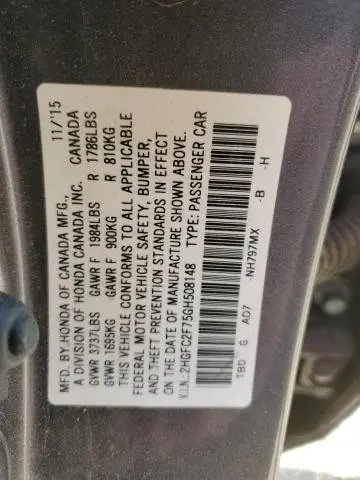 MFD. BY HONDA OF CANADA MFG., 11/'15
A DIVISION OF HONDA CANADA INC. CANADA
GVWR 3737LBS GAWR F 1984LBS R 1786LBS
GVWR 1695KG GAWR F 900KG R 810KG
THIS VEHICLE CONFORMS TO ALL APPLICABLE
FEDERAL MOTOR VEHICLE SAFETY, BUMPER,
AND THEFT PREVENTION STANDARDS IN EFFECT
ON THE DATE OF MANUFACTURE SHOWN ABOVE.
V.I.N.: 2HGFC2F75GH508148 TYPE: PASSENGER CAR
TBD G AD7 -NH797MX -B -H